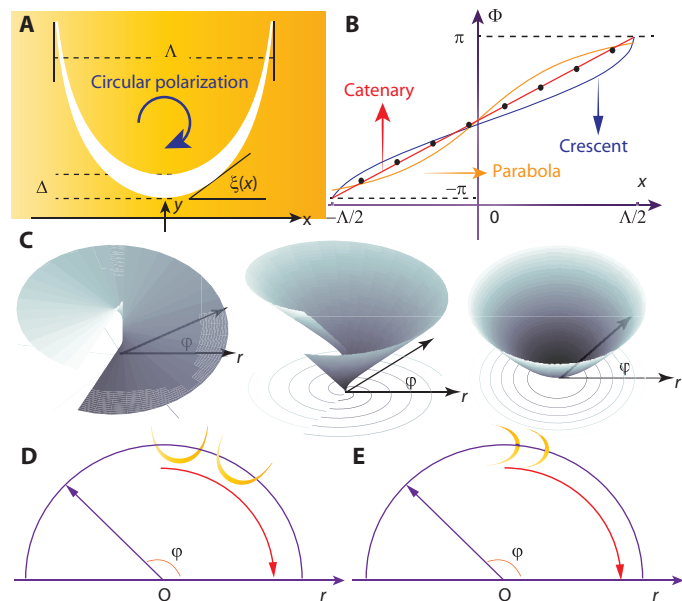 A
Λ
Circular polarization
Δ
ξ(x)
y
x
B
Φ
π
Catenary
Crescent
Parabola
−π
x
−Λ/2
0
Λ/2
C
φ
r
φ
r
φ
r
D
φ
O
r
E
φ
O
r